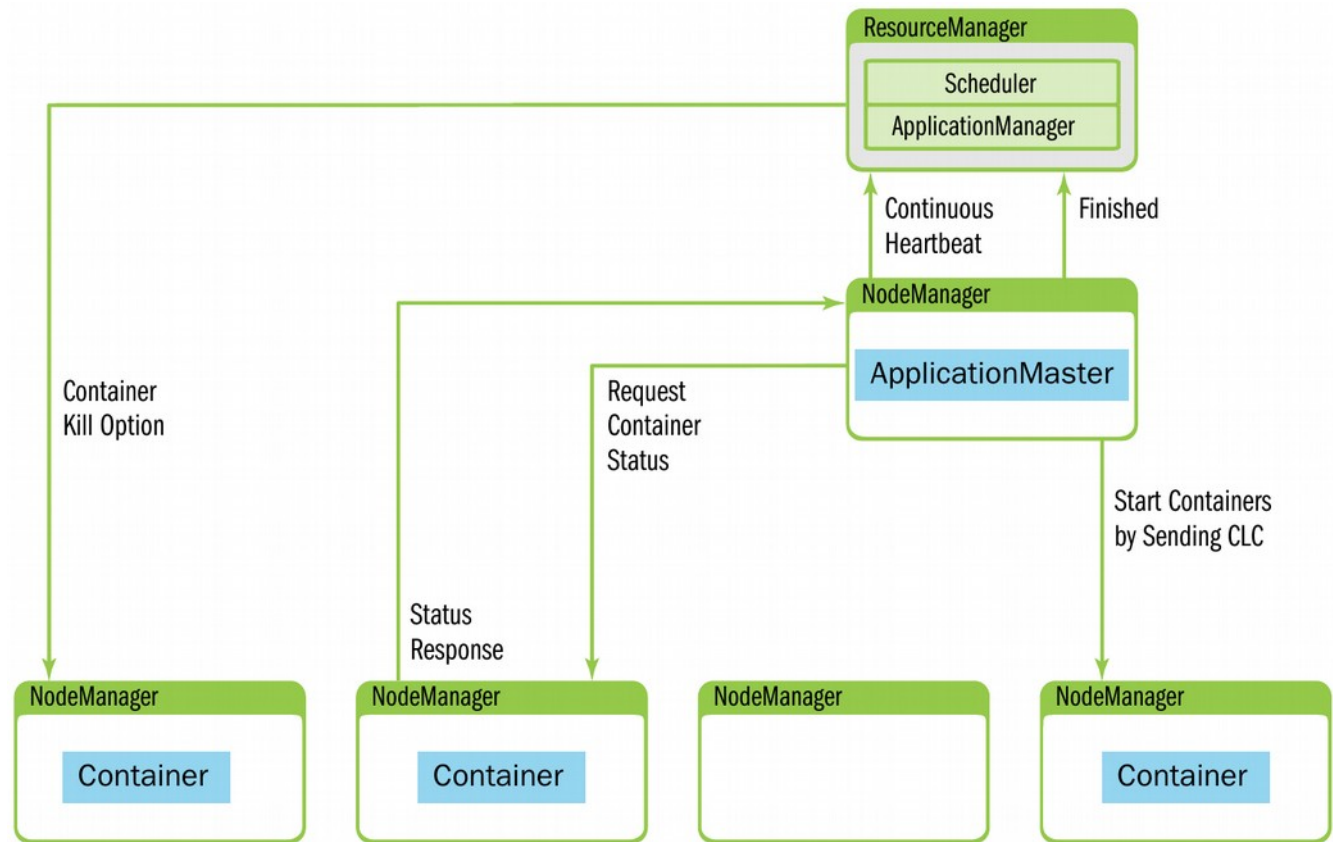 ResourceManager
Scheduler
ApplicationManager
Continuous
Heartbeat
Finished
NodeManager
ApplicationMaster
Container
Kill Option
Request
Container
Status
Start Containers
by Sending CLC
Status
Response
NodeManager
Container
NodeManager
Container
NodeManager
NodeManager
Container